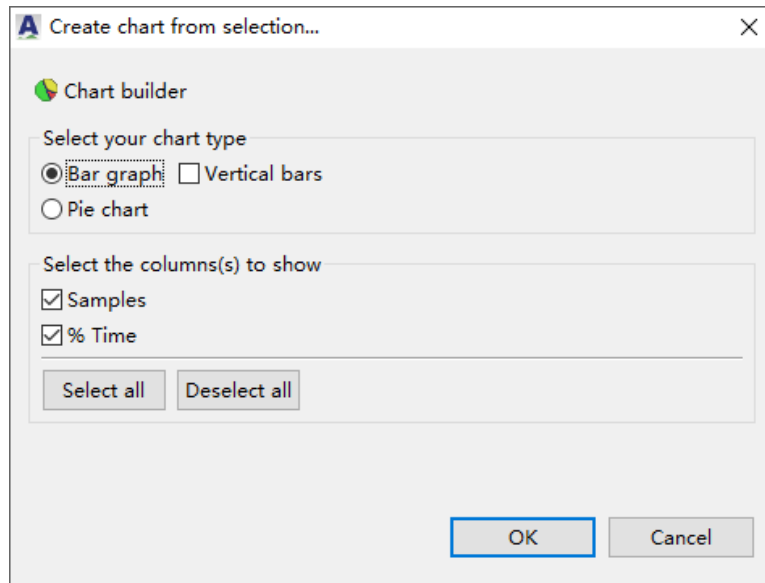 Create chart from selection...
Chart builder
Select your chart type
Bar graph Vertical bars
Pie chart
Select the columns(s) to show
Samples
% Time
Select all Deselect all
OK Cancel